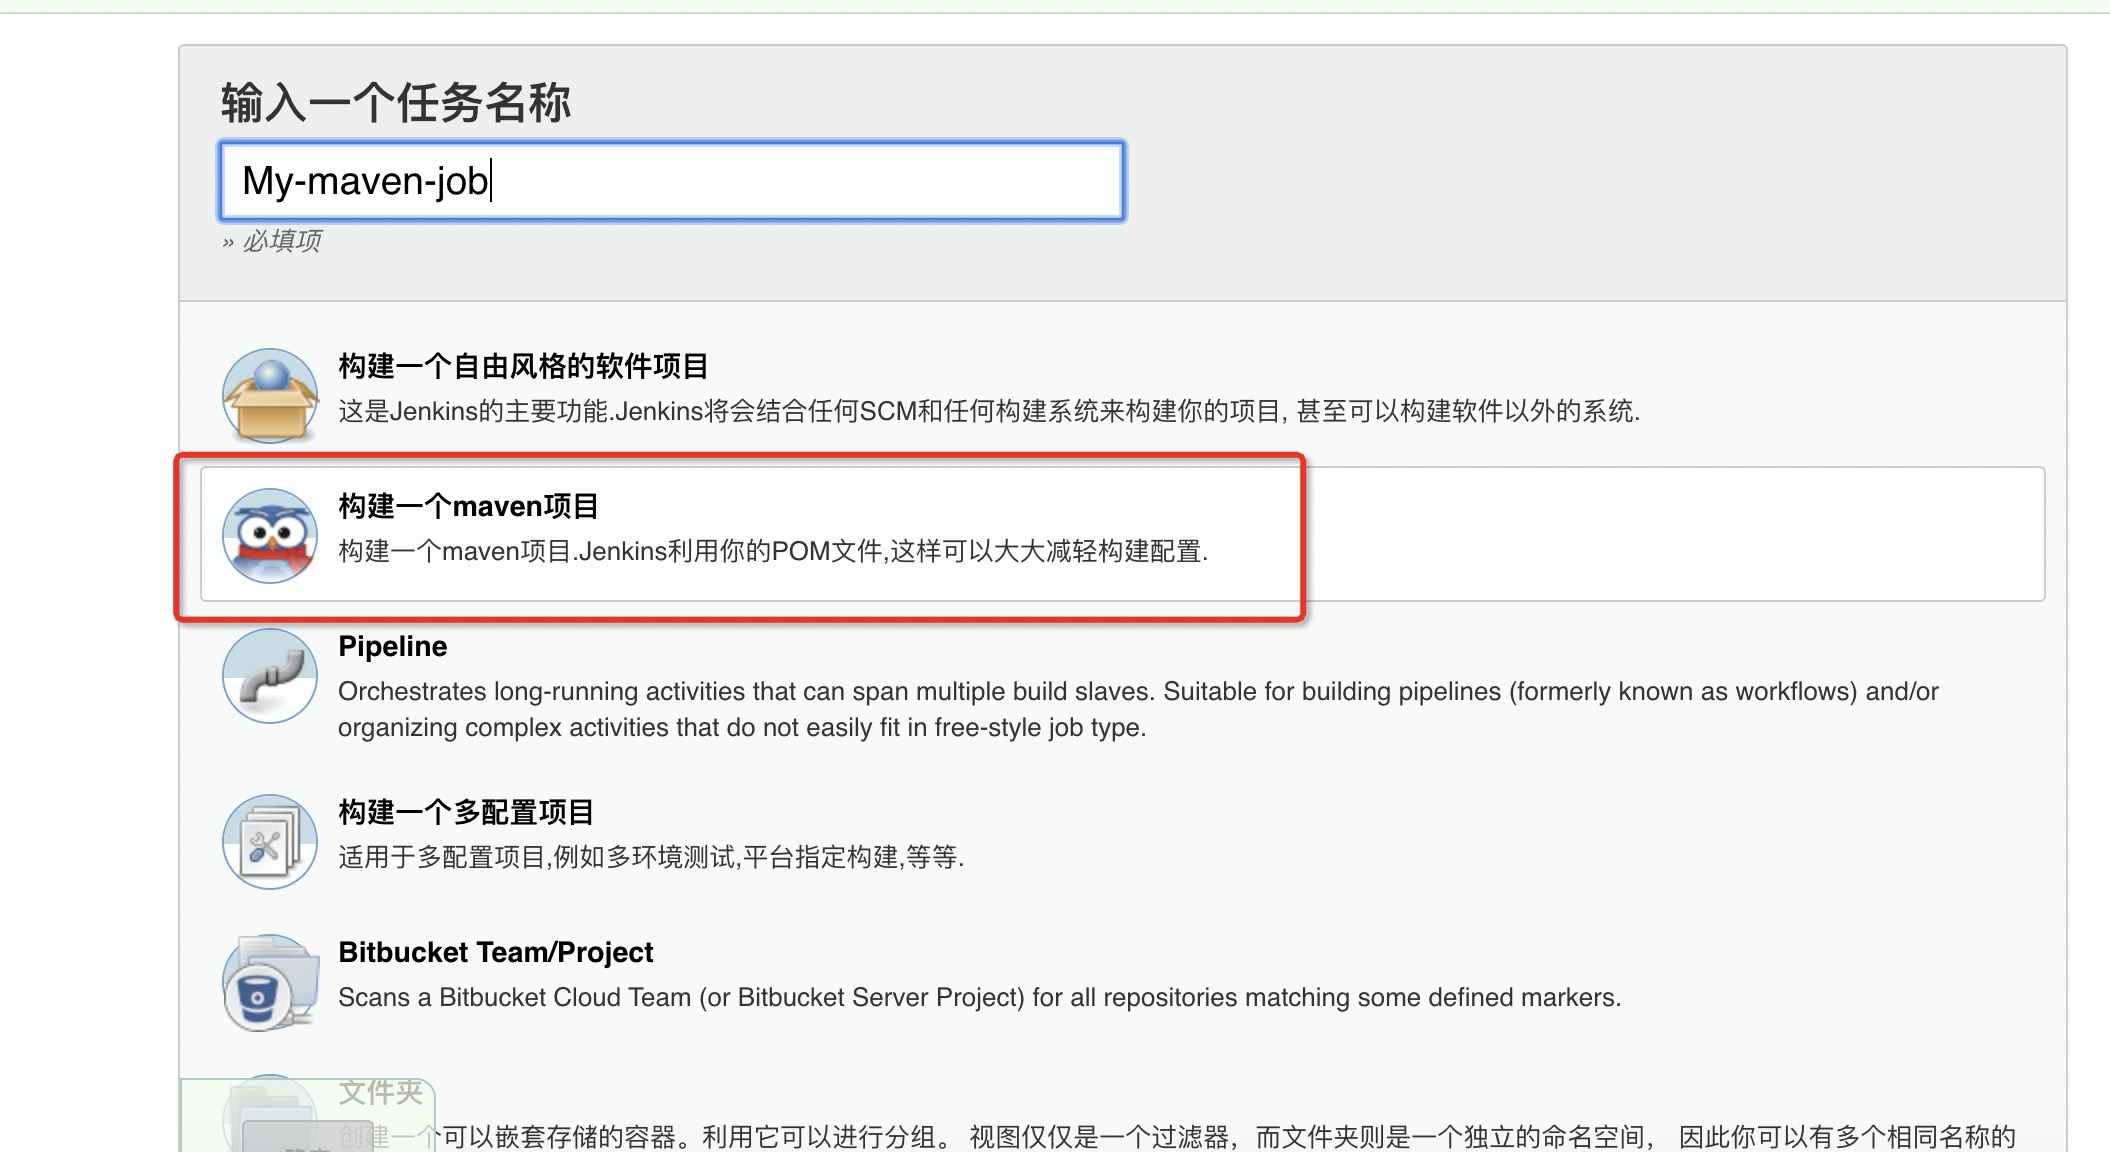 输入一个任务名称
My-maven-job
» 必填项
构建一个自由风格的软件项目
这是Jenkins的主要功能.Jenkins将会结合任何SCM和任何构建系统来构建你的项目, 甚至可以构建软件以外的系统.
构建一个maven项目
构建一个maven项目.Jenkins利用你的POM文件,这样可以大大减轻构建配置.
Pipeline
Orchestrates long-running activities that can span multiple build slaves. Suitable for building pipelines (formerly known as workflows) and/or
organizing complex activities that do not easily fit in free-style job type.
构建一个多配置项目
适用于多配置项目,例如多环境测试,平台指定构建,等等.
Bitbucket Team/Project
Scans a Bitbucket Cloud Team (or Bitbucket Server Project) for all repositories matching some defined markers.
文件夹
创建一个可以嵌套存储的容器。利用它可以进行分组。 视图仅仅是一个过滤器，而文件夹则是一个独立的命名空间， 因此你可以有多个相同名称的